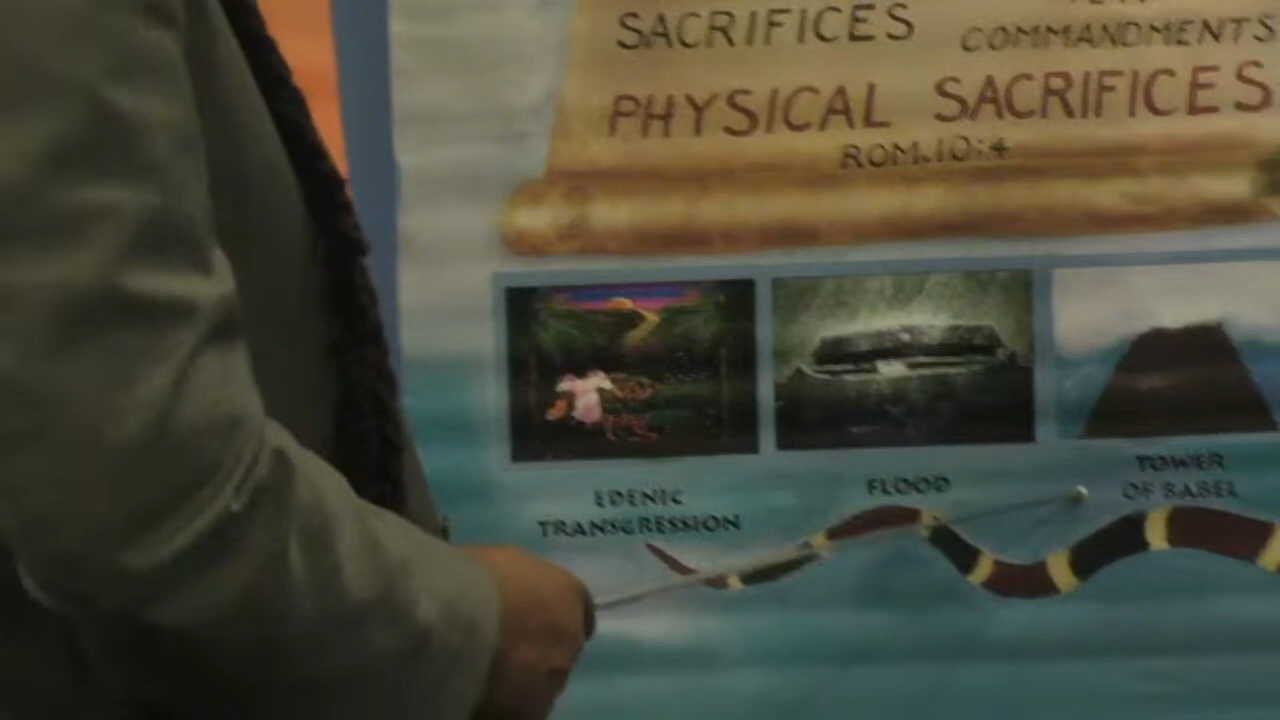 SACRIFICES
COMMANDMENTS
PHYSICAL SACRIFICES
ROM.10:4
EDENIC
TRANSGRESSION
FLOOD
TOWER
OF BABEL